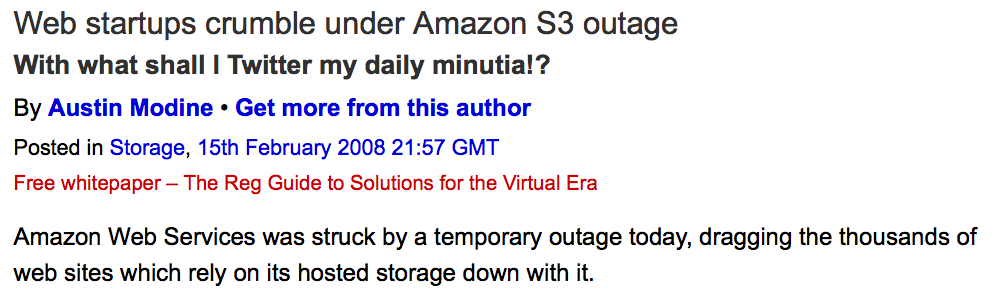 Web startups crumble under Amazon S3 outage
With what shall I Twitter my daily minutia!?
By Austin Modine • Get more from this author
Posted in Storage, 15th February 2008 21:57 GMT
Free whitepaper – The Reg Guide to Solutions for the Virtual Era
Amazon Web Services was struck by a temporary outage today, dragging the thousands of
web sites which rely on its hosted storage down with it.